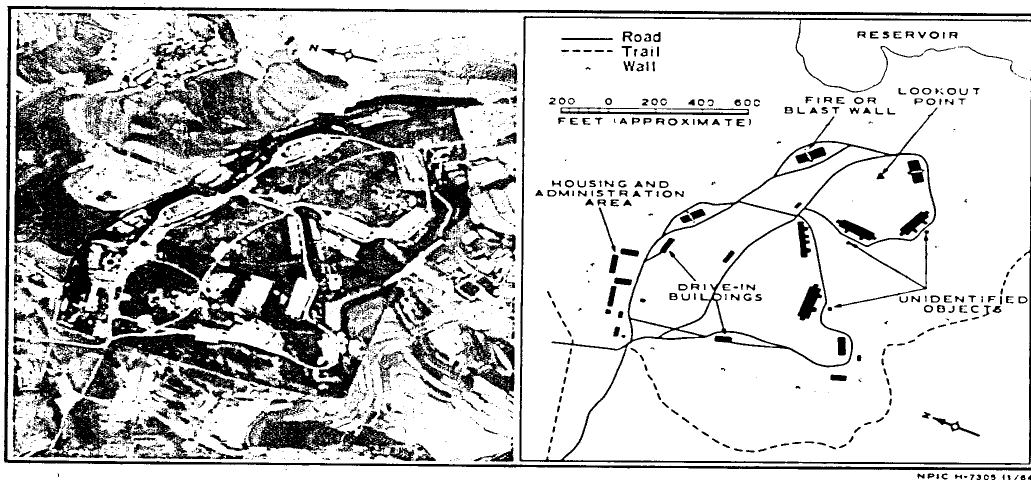 N
Road
Trail
Wall
200 0 200 400 600
FEET (APPROXIMATE)
RESERVOIR
LOOKOUT
POINT
FIRE OR
BLAST WALL
HOUSING AND
ADMINISTRATION
AREA
DRIVE-IN
BUILDINGS
UNIDENTIFIED
OBJECTS
N
NPIC H-7305